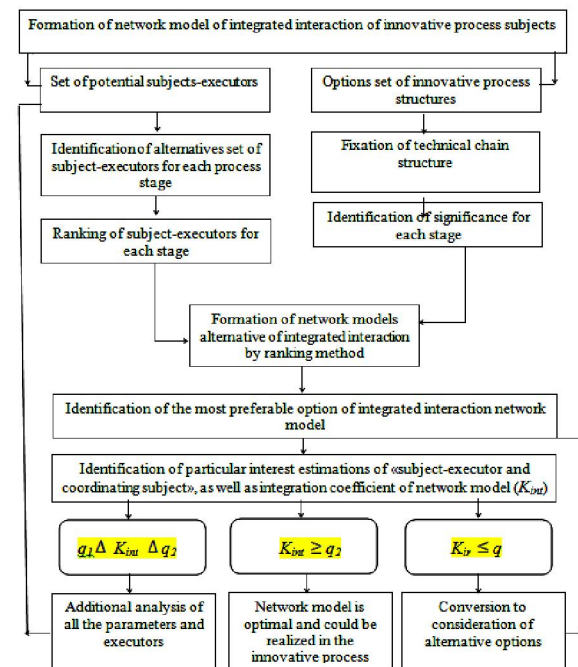 Formation of network model of integrated interaction of innovative process subjects
Set of potential subjects-executors
Options set of innovative process
structures
Identification of alternatives set of
subject-executors for each process
stage
Fixation of technical chain
structure
Ranking of subject-executors for
each stage
Identification of significance for
each stage
Formation of network models
alternative of integrated interaction
by ranking method
Identification of the most preferable option of integrated interaction network
model
Identification of particular interest estimations of «subject-executor and
coordinating subject», as well as integration coefficient of network model (Kint)
q1 Δ Kint Δ q2
Kint ≥ q2
Kin ≤ q
Additional analysis of
all the parameters and
executors
Network model is
optimal and could be
realized in the
innovative process
Conversion to
consideration of
alternative options